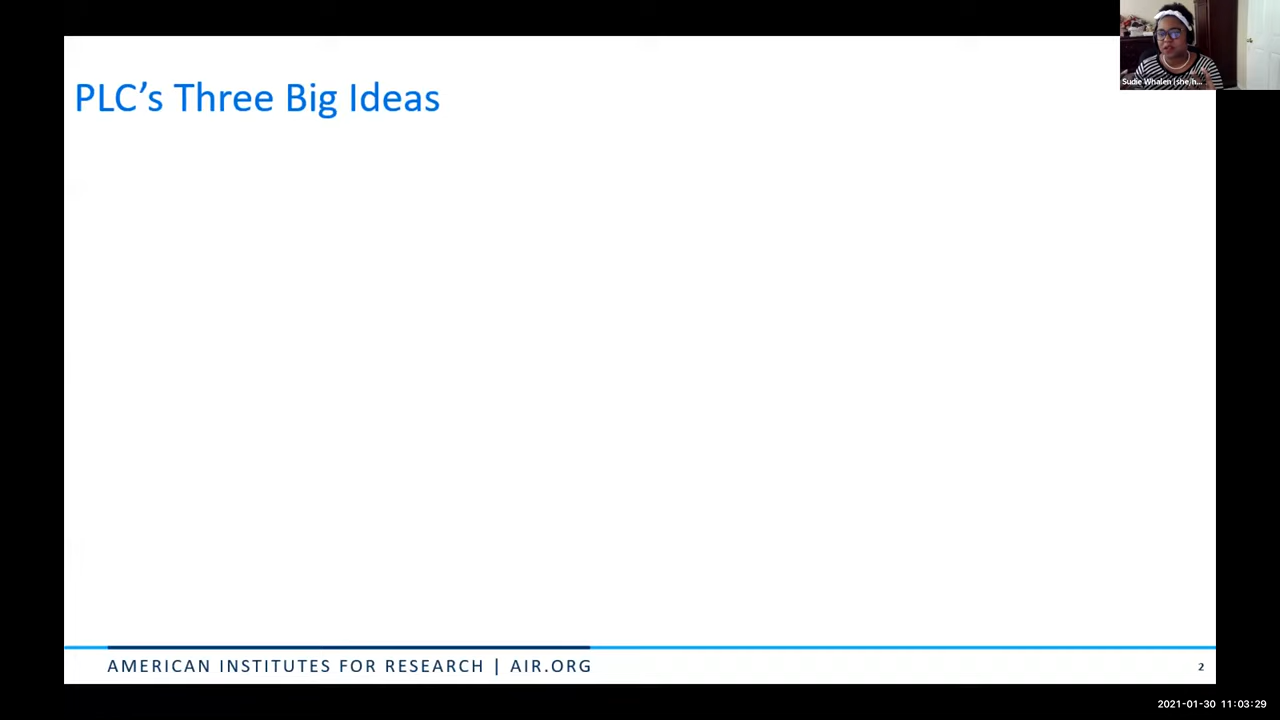 PLC’s Three Big Ideas
Sudie Whalen (she/h...
AMERICAN INSTITUTES FOR RESEARCH | AIR.ORG
2
2021-01-30 11:03:29